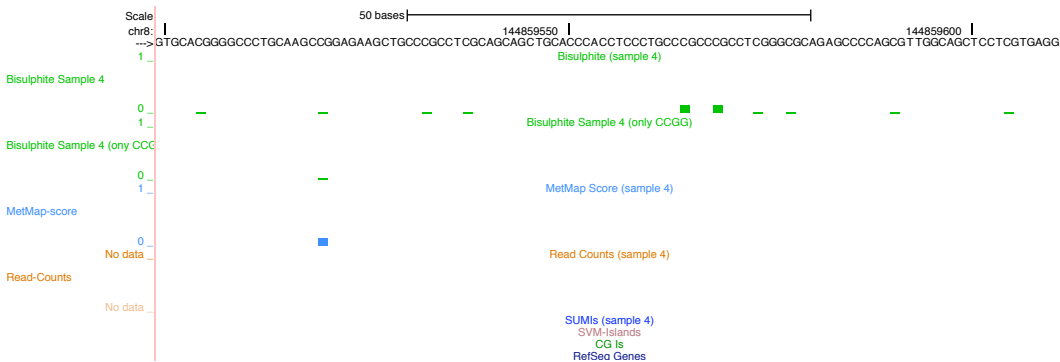 Scale 50 bases
chr8: 144859550 144859600
---> GTGCACGGGGCCCTGCAAGCCGGAGAAGCTGCCCGCCTCGCAGCAGCTGCACCCACCTCCCTGCCCGCCCGCCTCGGGCGCAGAGCCCCAGCGTTGGCAGCTCCTCGTGAGG
1 _ Bisulphite (sample 4)
Bisulphite Sample 4
0 _
1 _ Bisulphite Sample 4 (only CCGG)
Bisulphite Sample 4 (ony CCG
0 _
1 _ MetMap Score (sample 4)
MetMap-score
0 _
No data _ Read Counts (sample 4)
Read-Counts
No data _
SUMIs (sample 4)
SVM-Islands
CG Is
RefSeq Genes